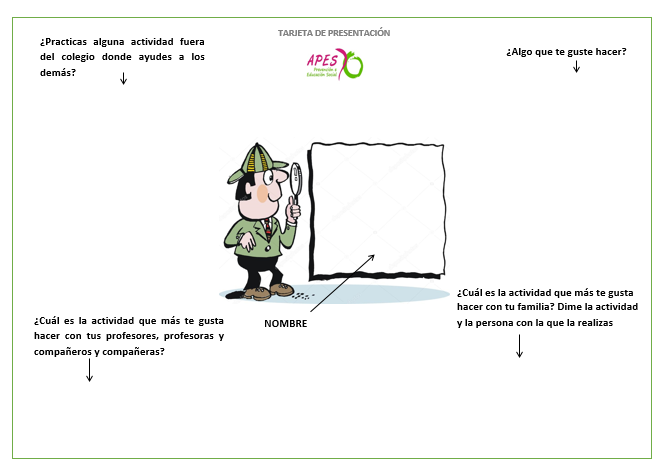 TARJETA DE PRESENTACIÓN
¿Practicas alguna actividad fuera
del colegio donde ayudes a los
demás?
APES
Prevención y
Educación Social
¿Algo que te guste hacer?
¿Cuál es la actividad que más te gusta
hacer con tus profesores, profesoras y
compañeros y compañeras?
NOMBRE
¿Cuál es la actividad que más te gusta
hacer con tu familia? Dime la actividad
y la persona con la que la realizas